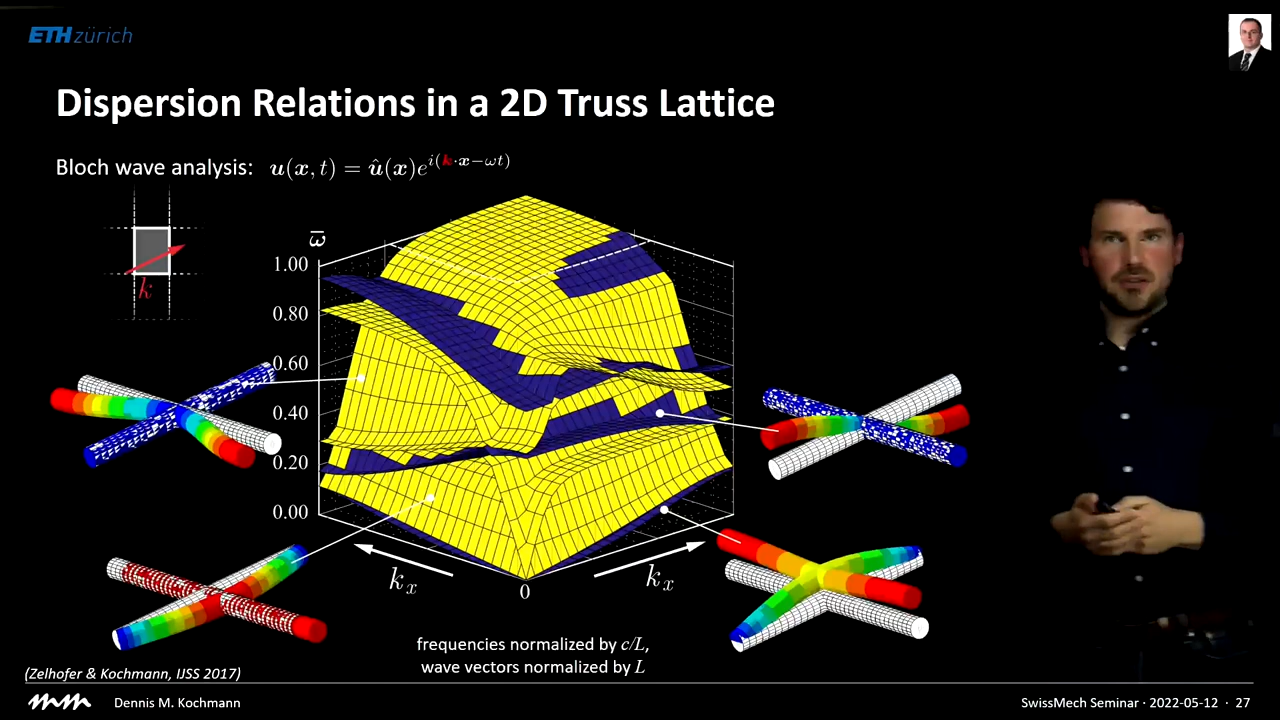 ETH zürich
Dispersion Relations in a 2D Truss Lattice
Bloch wave analysis: u(x, t) = û(x)e^{i(k·x−ωt)}
k
ω̅
1.00
0.80
0.60
0.40
0.20
0.00
k_x
0
k_x
frequencies normalized by c/L,
wave vectors normalized by L
(Zelhofer & Kochmann, IJSS 2017)
Dennis M. Kochmann
SwissMech Seminar · 2022-05-12 · 27